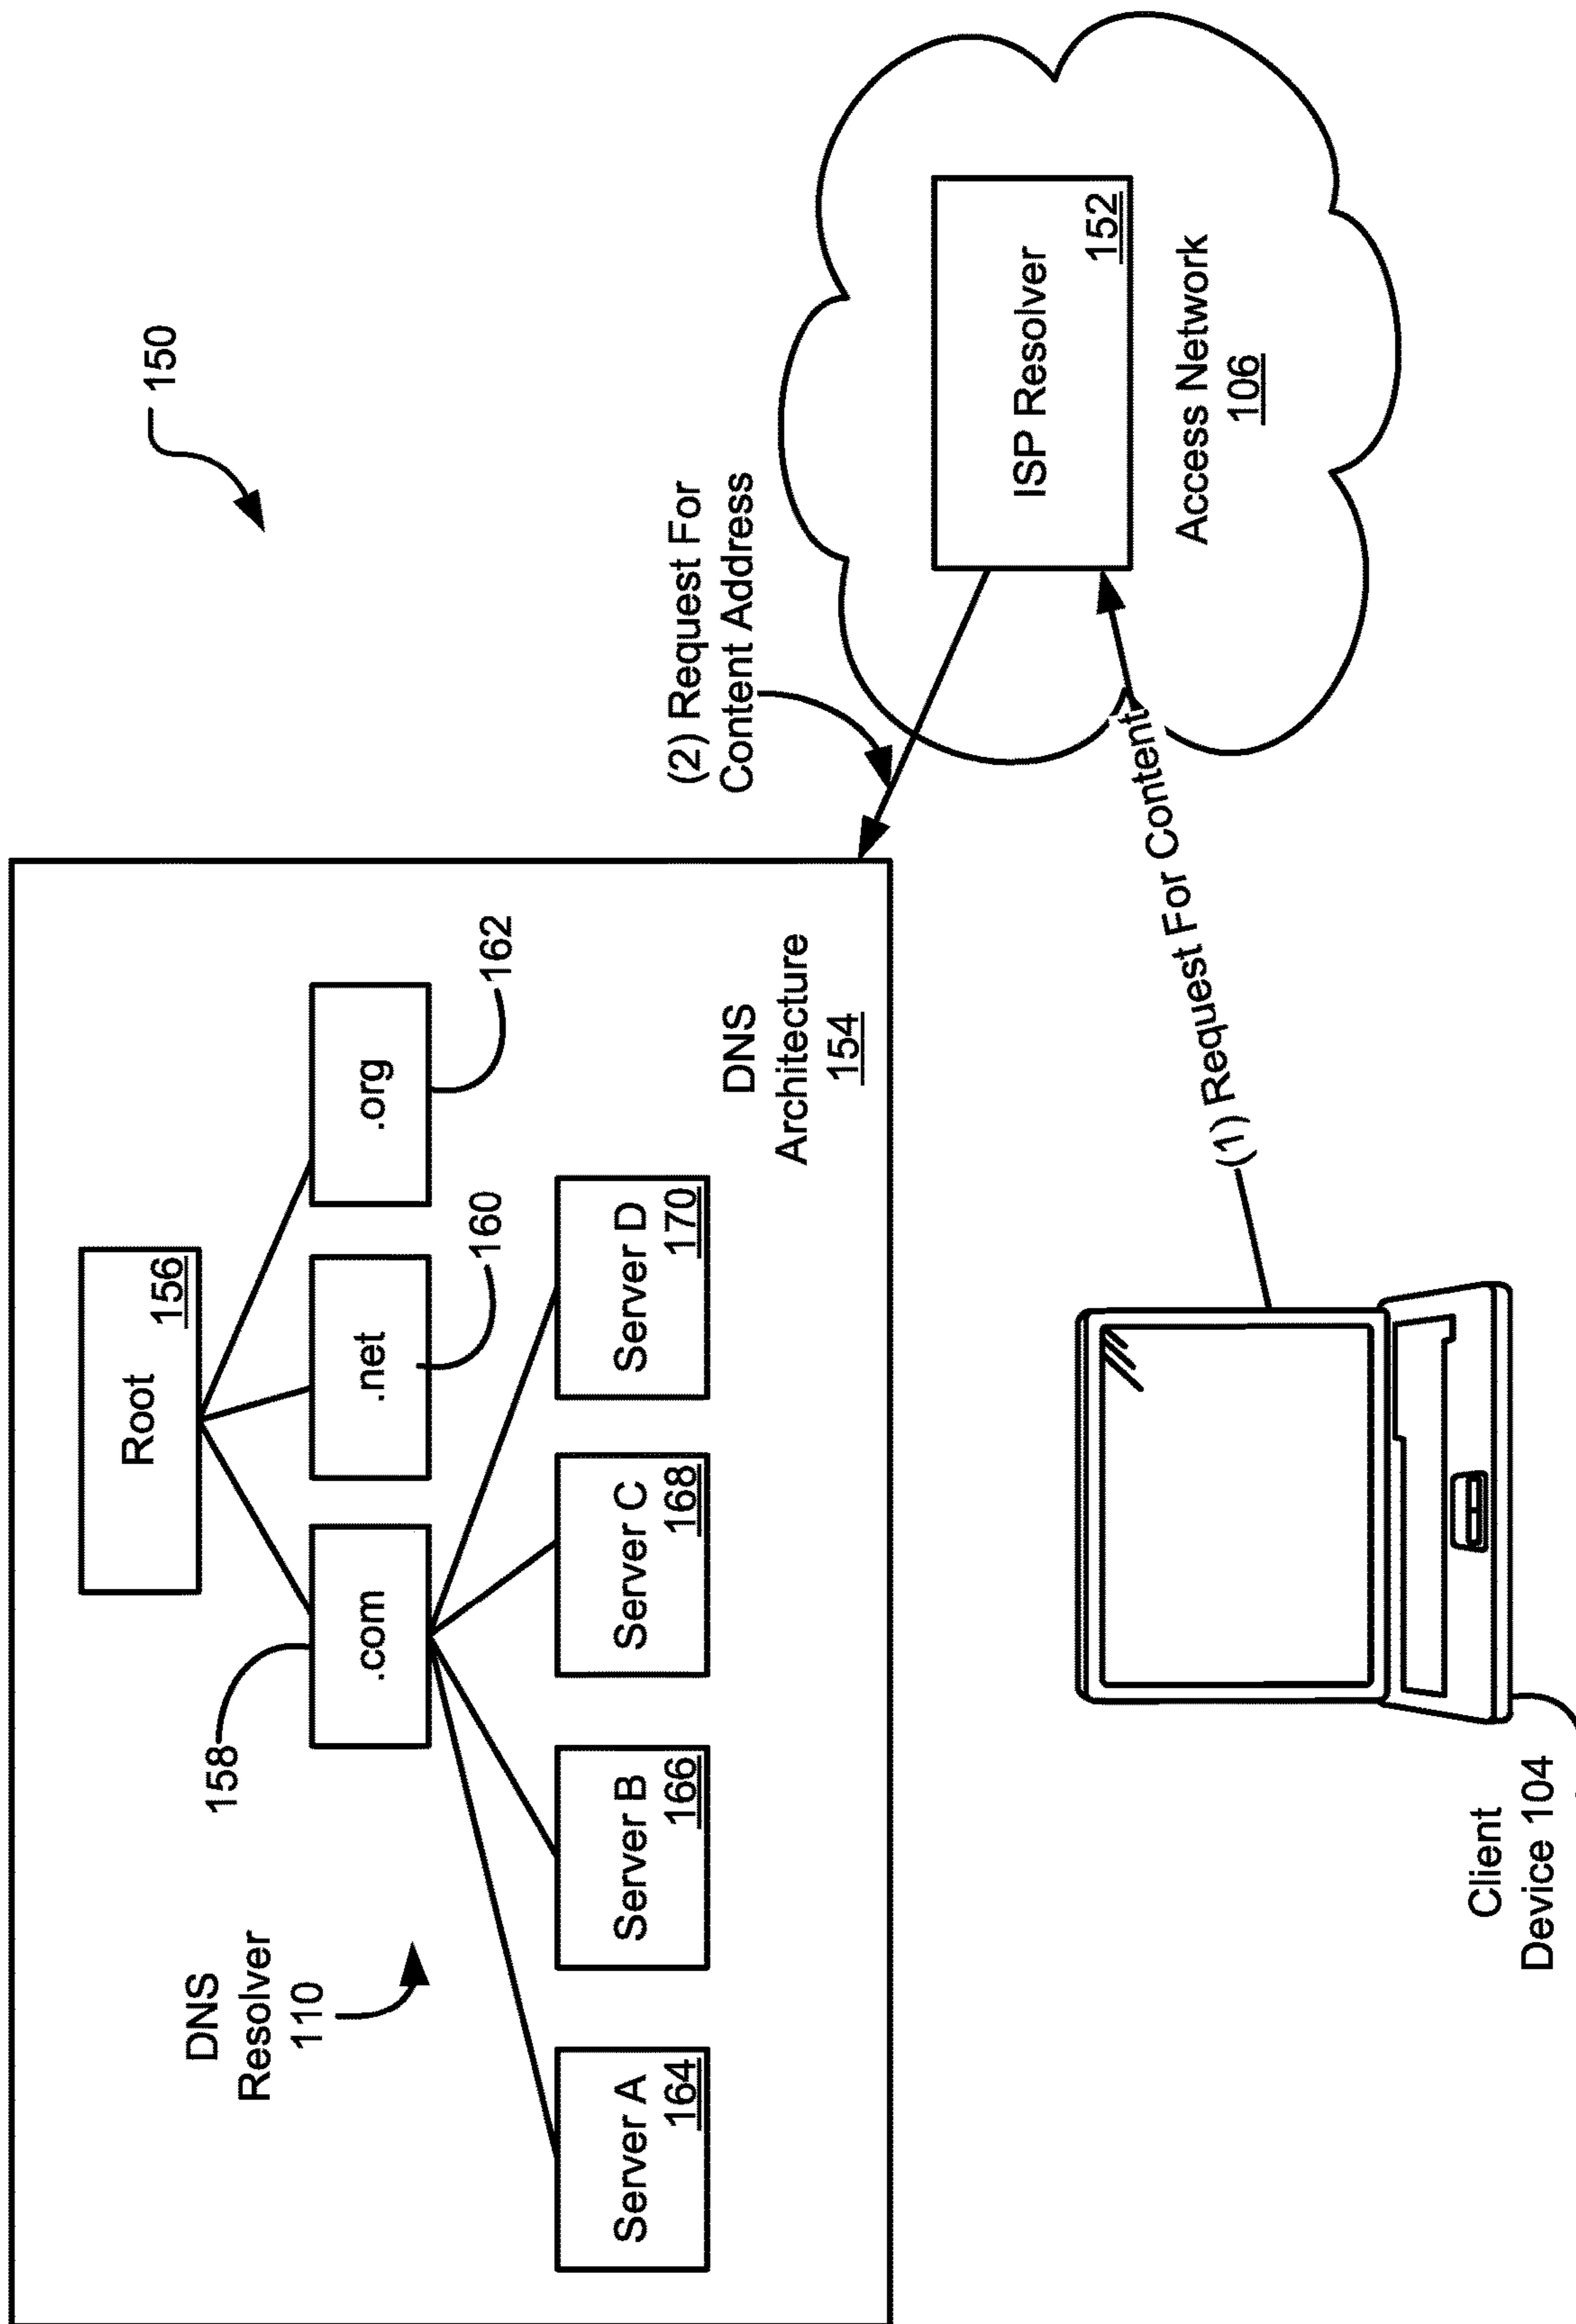 150
Root
156
.com
.net
.org
158
160
162
DNS
Resolver
110
Server A
164
Server B
166
Server C
168
Server D
170
DNS
Architecture
154
(2) Request For
Content Address
ISP Resolver
152
Access Network
106
(1) Request For Content
Client
Device 104